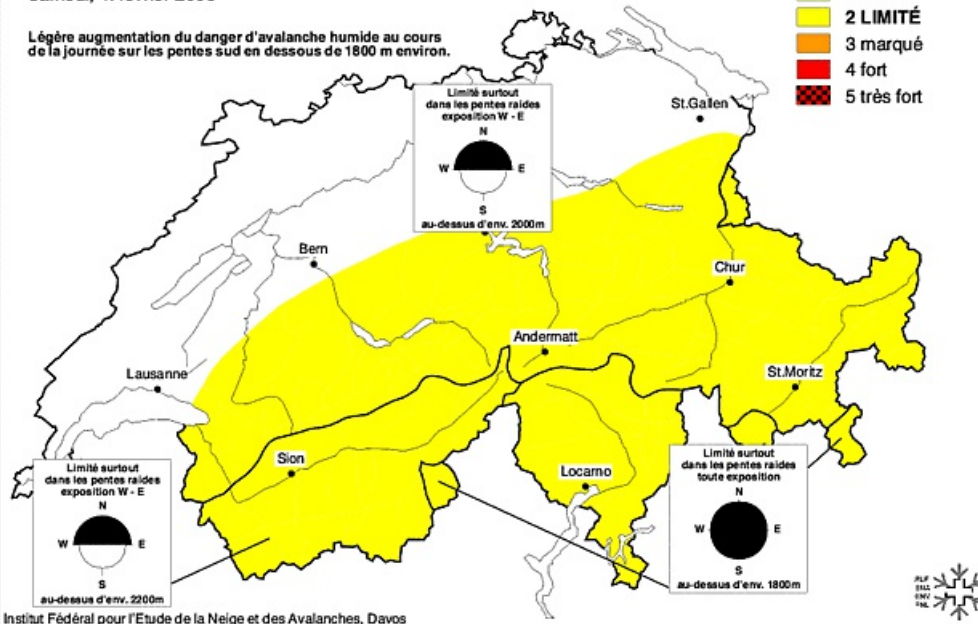 2 LIMITÉ
Légère augmentation du danger d'avalanche humide au cours
de la journée sur les pentes sud en dessous de 1800 m environ.
3 marqué
4 fort
5 très fort
Limité surtout
dans les pentes raides
exposition W - E
N
W E
S
au-dessus d'env. 2000m
St.Gallen
Bern
Chur
Andermatt
Lausanne
St.Moritz
Sion
Locarno
Limité surtout
dans les pentes raides
exposition W - E
N
W E
S
au-dessus d'env. 2200m
Limité surtout
dans les pentes raides
toute exposition
N
W E
S
au-dessus d'env. 1800m
SLF
Institut Fédéral pour l'Etude de la Neige et des Avalanches, Davos